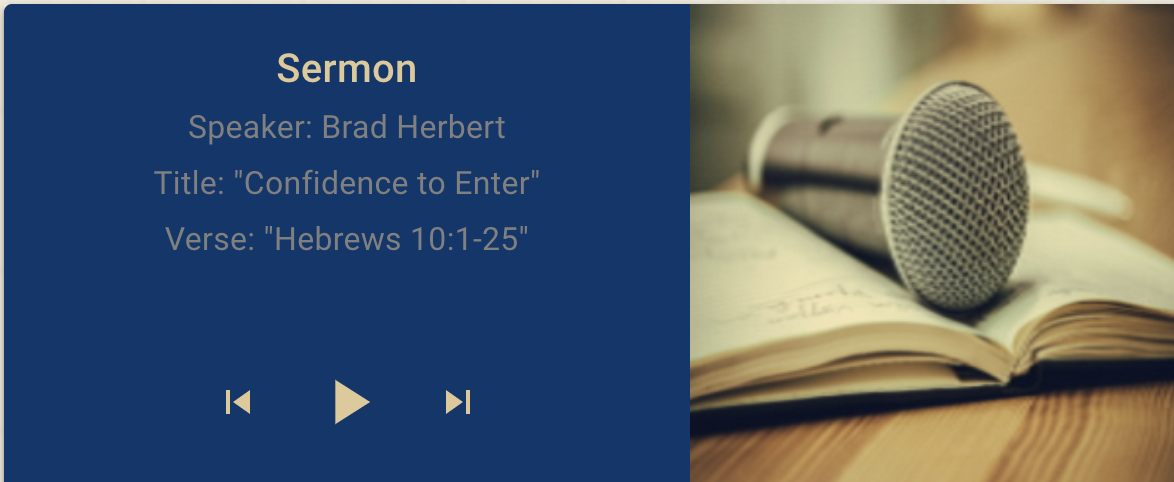 Sermon
Speaker: Brad Herbert
Title: "Confidence to Enter"
Verse: "Hebrews 10:1-25"